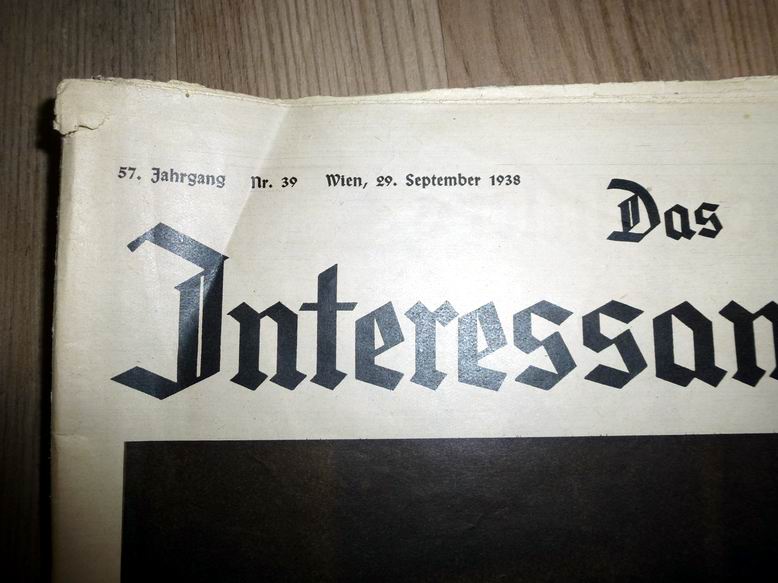 57. Jahrgang Nr. 39 Wien, 29. September 1938
Das
Interessan